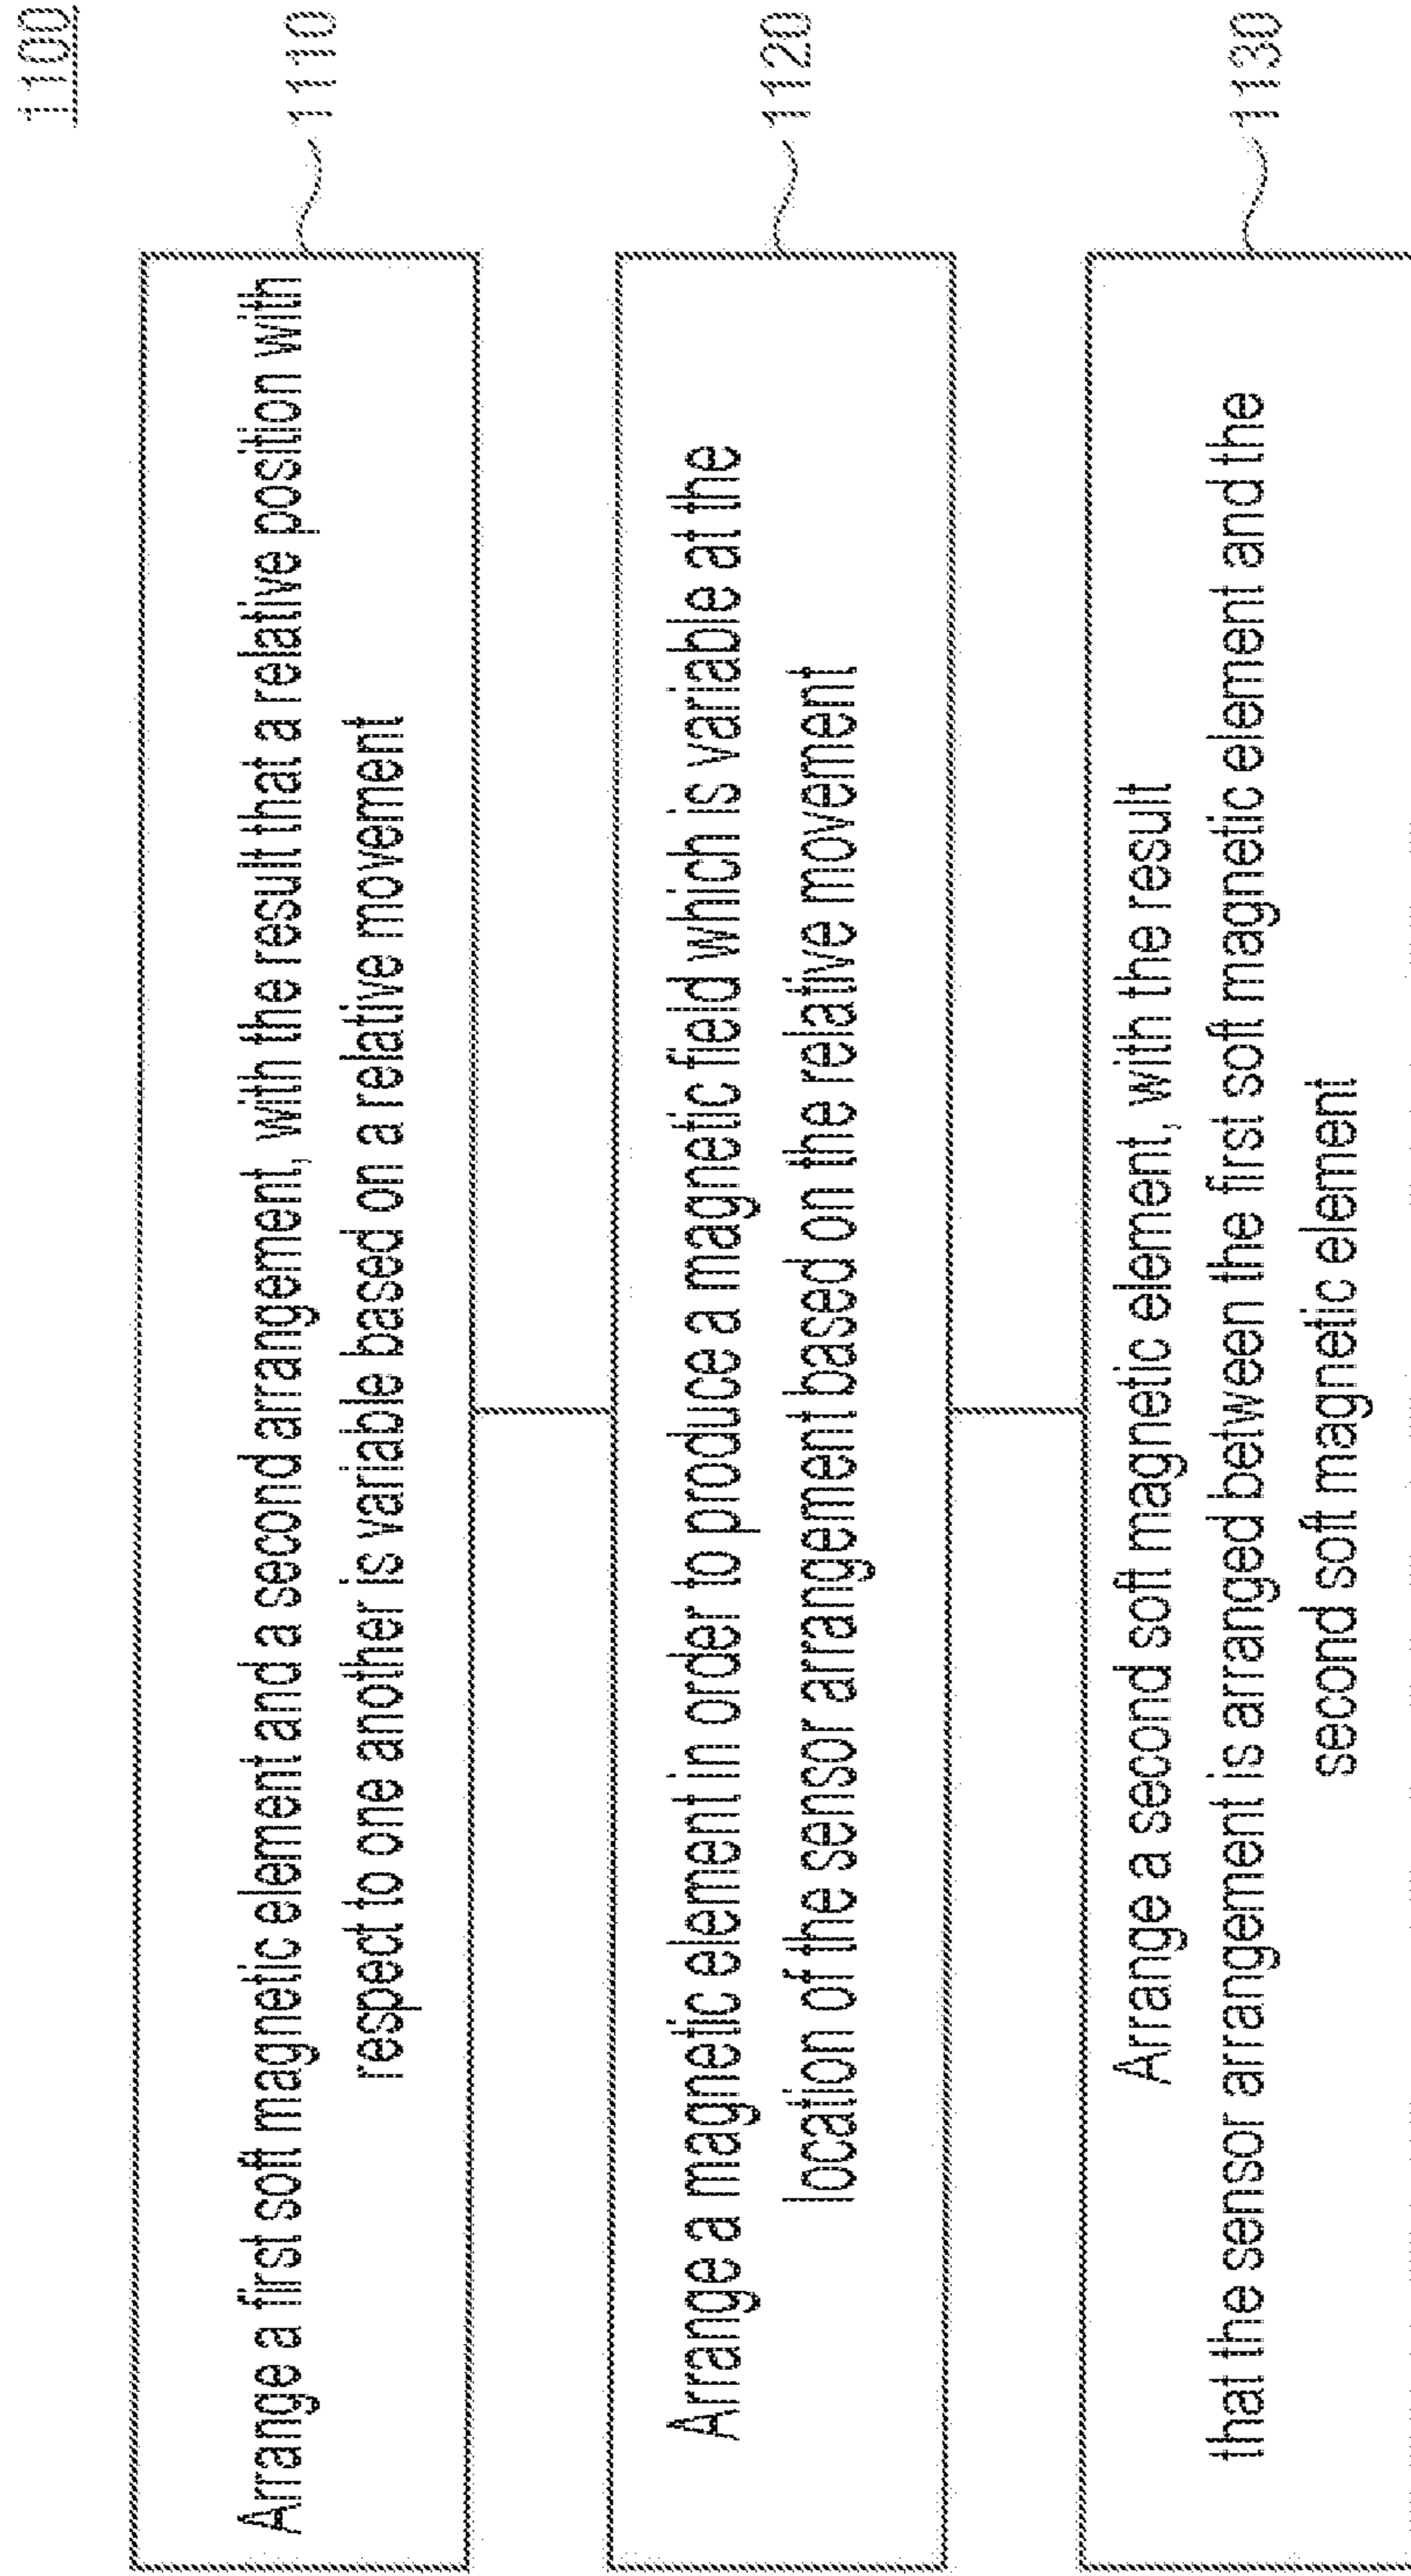 1100
Arrange a first soft magnetic element and a second arrangement, with the result that a relative position with
respect to one another is variable based on a relative movement
1110
Arrange a magnetic element in order to produce a magnetic field which is variable at the
location of the sensor arrangement based on the relative movement
1120
Arrange a second soft magnetic element, with the result
that the sensor arrangement is arranged between the first soft magnetic element and the
second soft magnetic element
1130